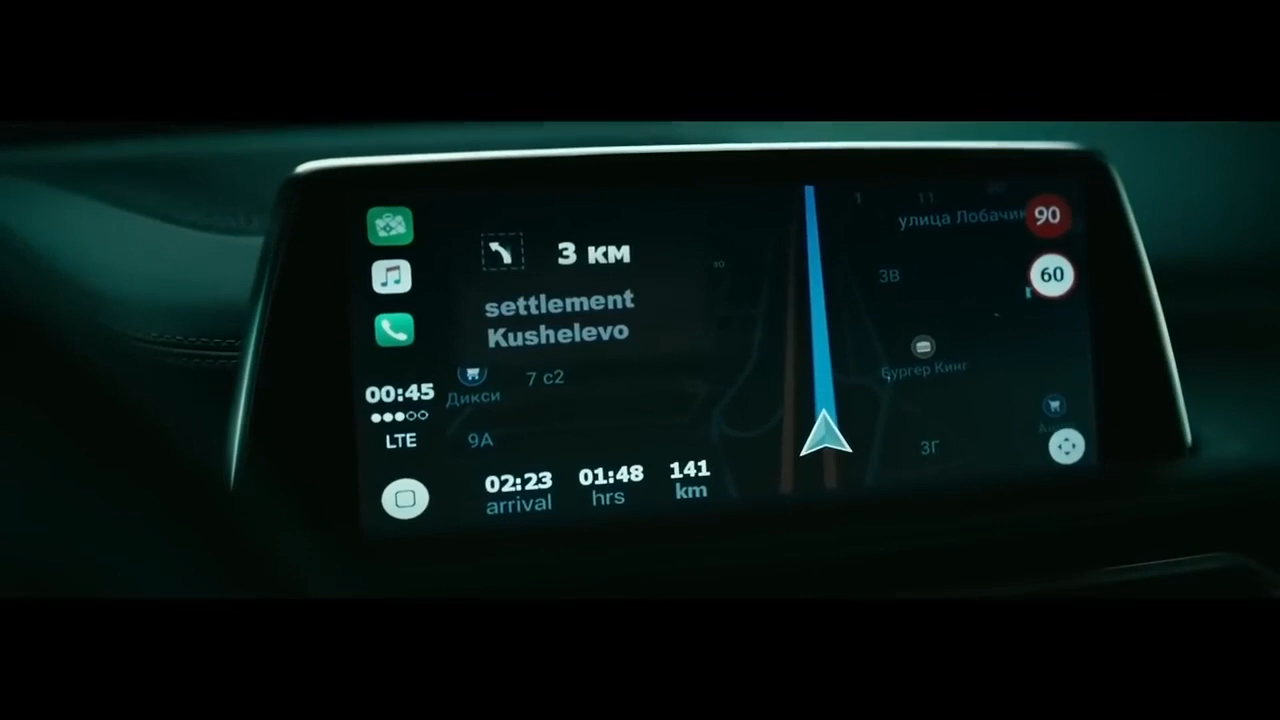 3 км
settlement
Kushelevo
00:45
LTE
Дикси
7 с2
9А
02:23 01:48 141
arrival hrs km
1 11
улица Лобачик
90
3В
60
Бургер Кинг
3Г